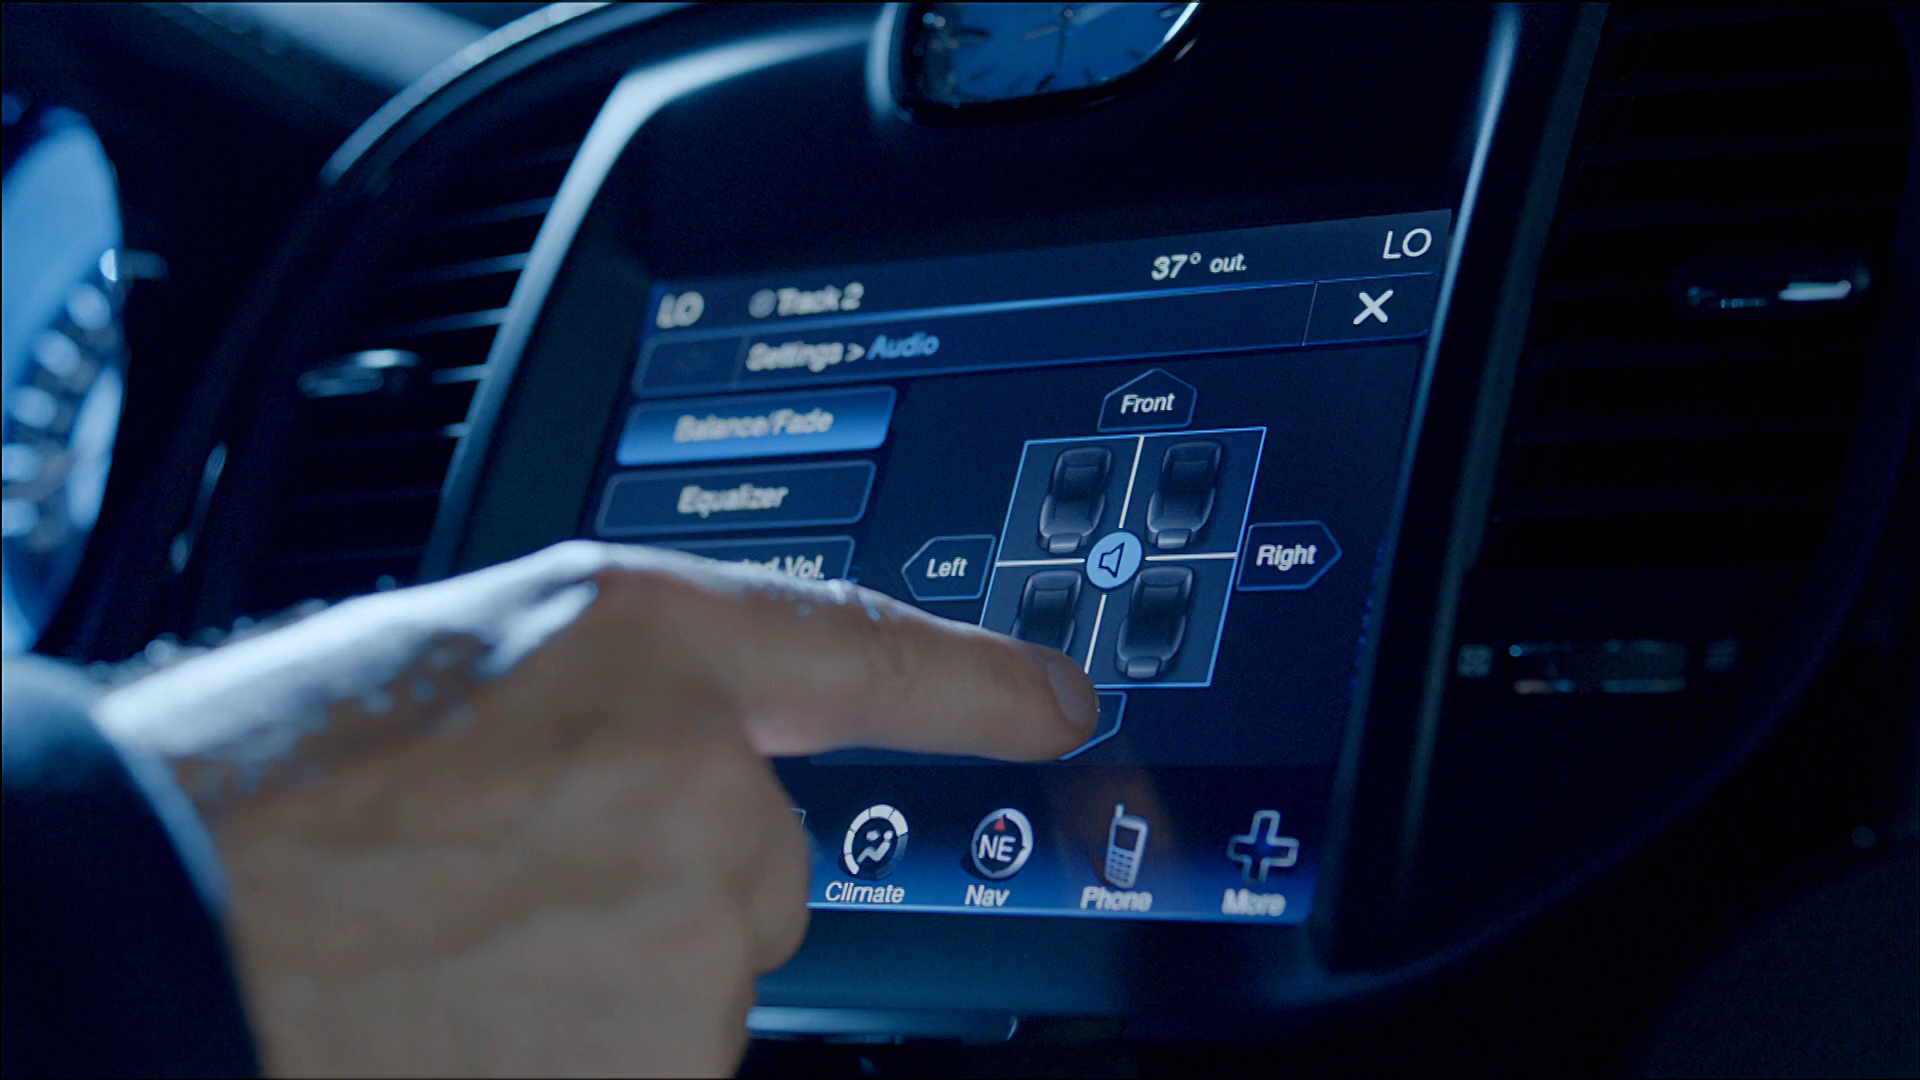 LO Track 2 37° out. LO
Settings > Audio X
Balance/Fade
Front
Equalizer
Left
Right
Vol.
Climate
NE
Nav
Phone
More